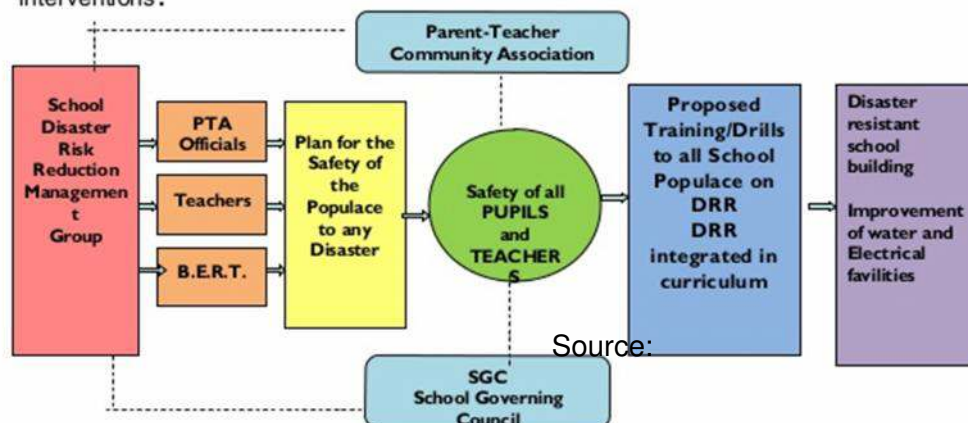 interventions:
Parent-Teacher
Community Association
School
Disaster
Risk
Reduction
Managemen
t
Group
PTA
Officials
Teachers
B.E.R.T.
Plan for the
Safety of
the
Populace
to any
Disaster
Safety of all
PUPILS
and
TEACHER
S
Proposed
Training/Drills
to all School
Populace on
DRR
DRR
integrated in
curriculum
Disaster
resistant
school
building
Improvement
of water and
Electrical
favilities
Source:
SGC
School Governing
Council